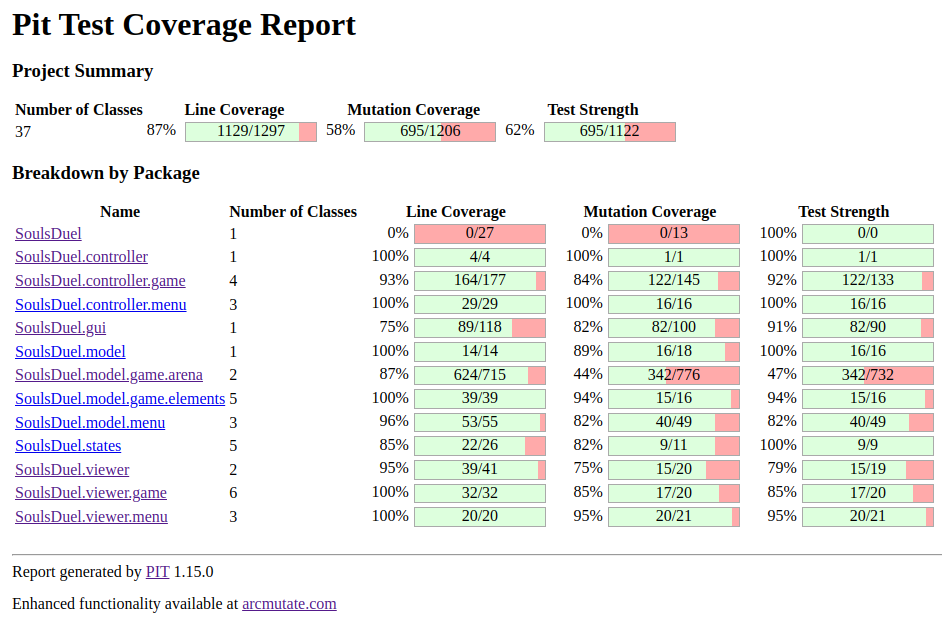 Pit Test Coverage Report
Project Summary
Number of Classes Line Coverage Mutation Coverage Test Strength
37 87% 1129/1297 58% 695/1206 62% 695/1122
Breakdown by Package
Name Number of Classes Line Coverage Mutation Coverage Test Strength
SoulsDuel 1 0% 0/27 0% 0/13 100% 0/0
SoulsDuel.controller 1 100% 4/4 100% 1/1 100% 1/1
SoulsDuel.controller.game 4 93% 164/177 84% 122/145 92% 122/133
SoulsDuel.controller.menu 3 100% 29/29 100% 16/16 100% 16/16
SoulsDuel.gui 1 75% 89/118 82% 82/100 91% 82/90
SoulsDuel.model 1 100% 14/14 89% 16/18 100% 16/16
SoulsDuel.model.game.arena 2 87% 624/715 44% 342/776 47% 342/732
SoulsDuel.model.game.elements 5 100% 39/39 94% 15/16 94% 15/16
SoulsDuel.model.menu 3 96% 53/55 82% 40/49 82% 40/49
SoulsDuel.states 5 85% 22/26 82% 9/11 100% 9/9
SoulsDuel.viewer 2 95% 39/41 75% 15/20 79% 15/19
SoulsDuel.viewer.game 6 100% 32/32 85% 17/20 85% 17/20
SoulsDuel.viewer.menu 3 100% 20/20 95% 20/21 95% 20/21
Report generated by PIT 1.15.0
Enhanced functionality available at arcmutate.com